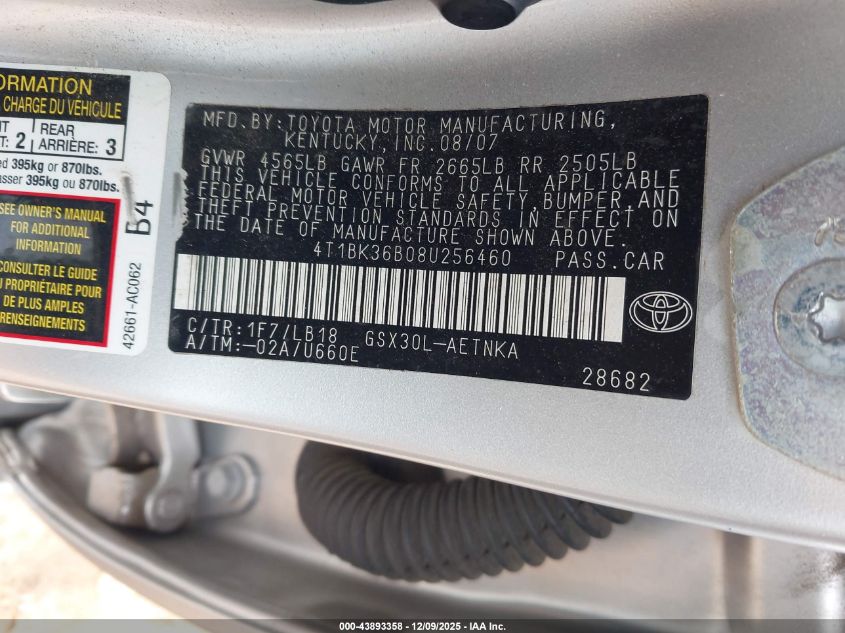 ORMATION
CHARGE DU VÉHICULE
NT
T: 2
REAR
ARRIÈRE: 3
ed 395kg or 870lbs.
asser 395kg ou 870lbs.
SEE OWNER'S MANUAL
FOR ADDITIONAL
INFORMATION
CONSULTER LE GUIDE
DU PROPRIÉTAIRE POUR
DE PLUS AMPLES
RENSEIGNEMENTS
B4
42661-AC062
MFD. BY: TOYOTA MOTOR MANUFACTURING,
KENTUCKY, INC. 08/07
GVWR 4565LB GAWR FR 2665LB RR 2505LB
THIS VEHICLE CONFORMS TO ALL APPLICABLE
FEDERAL MOTOR VEHICLE SAFETY, BUMPER, AND
THEFT PREVENTION STANDARDS IN EFFECT ON
THE DATE OF MANUFACTURE SHOWN ABOVE.
4T1BK36B08U256460 PASS. CAR
C/TR: 1F7/LB18 GSX30L-AETNKA
A/TM: -02A/U660E
28682
000-43893358 - 12/09/2025 - IAA Inc.